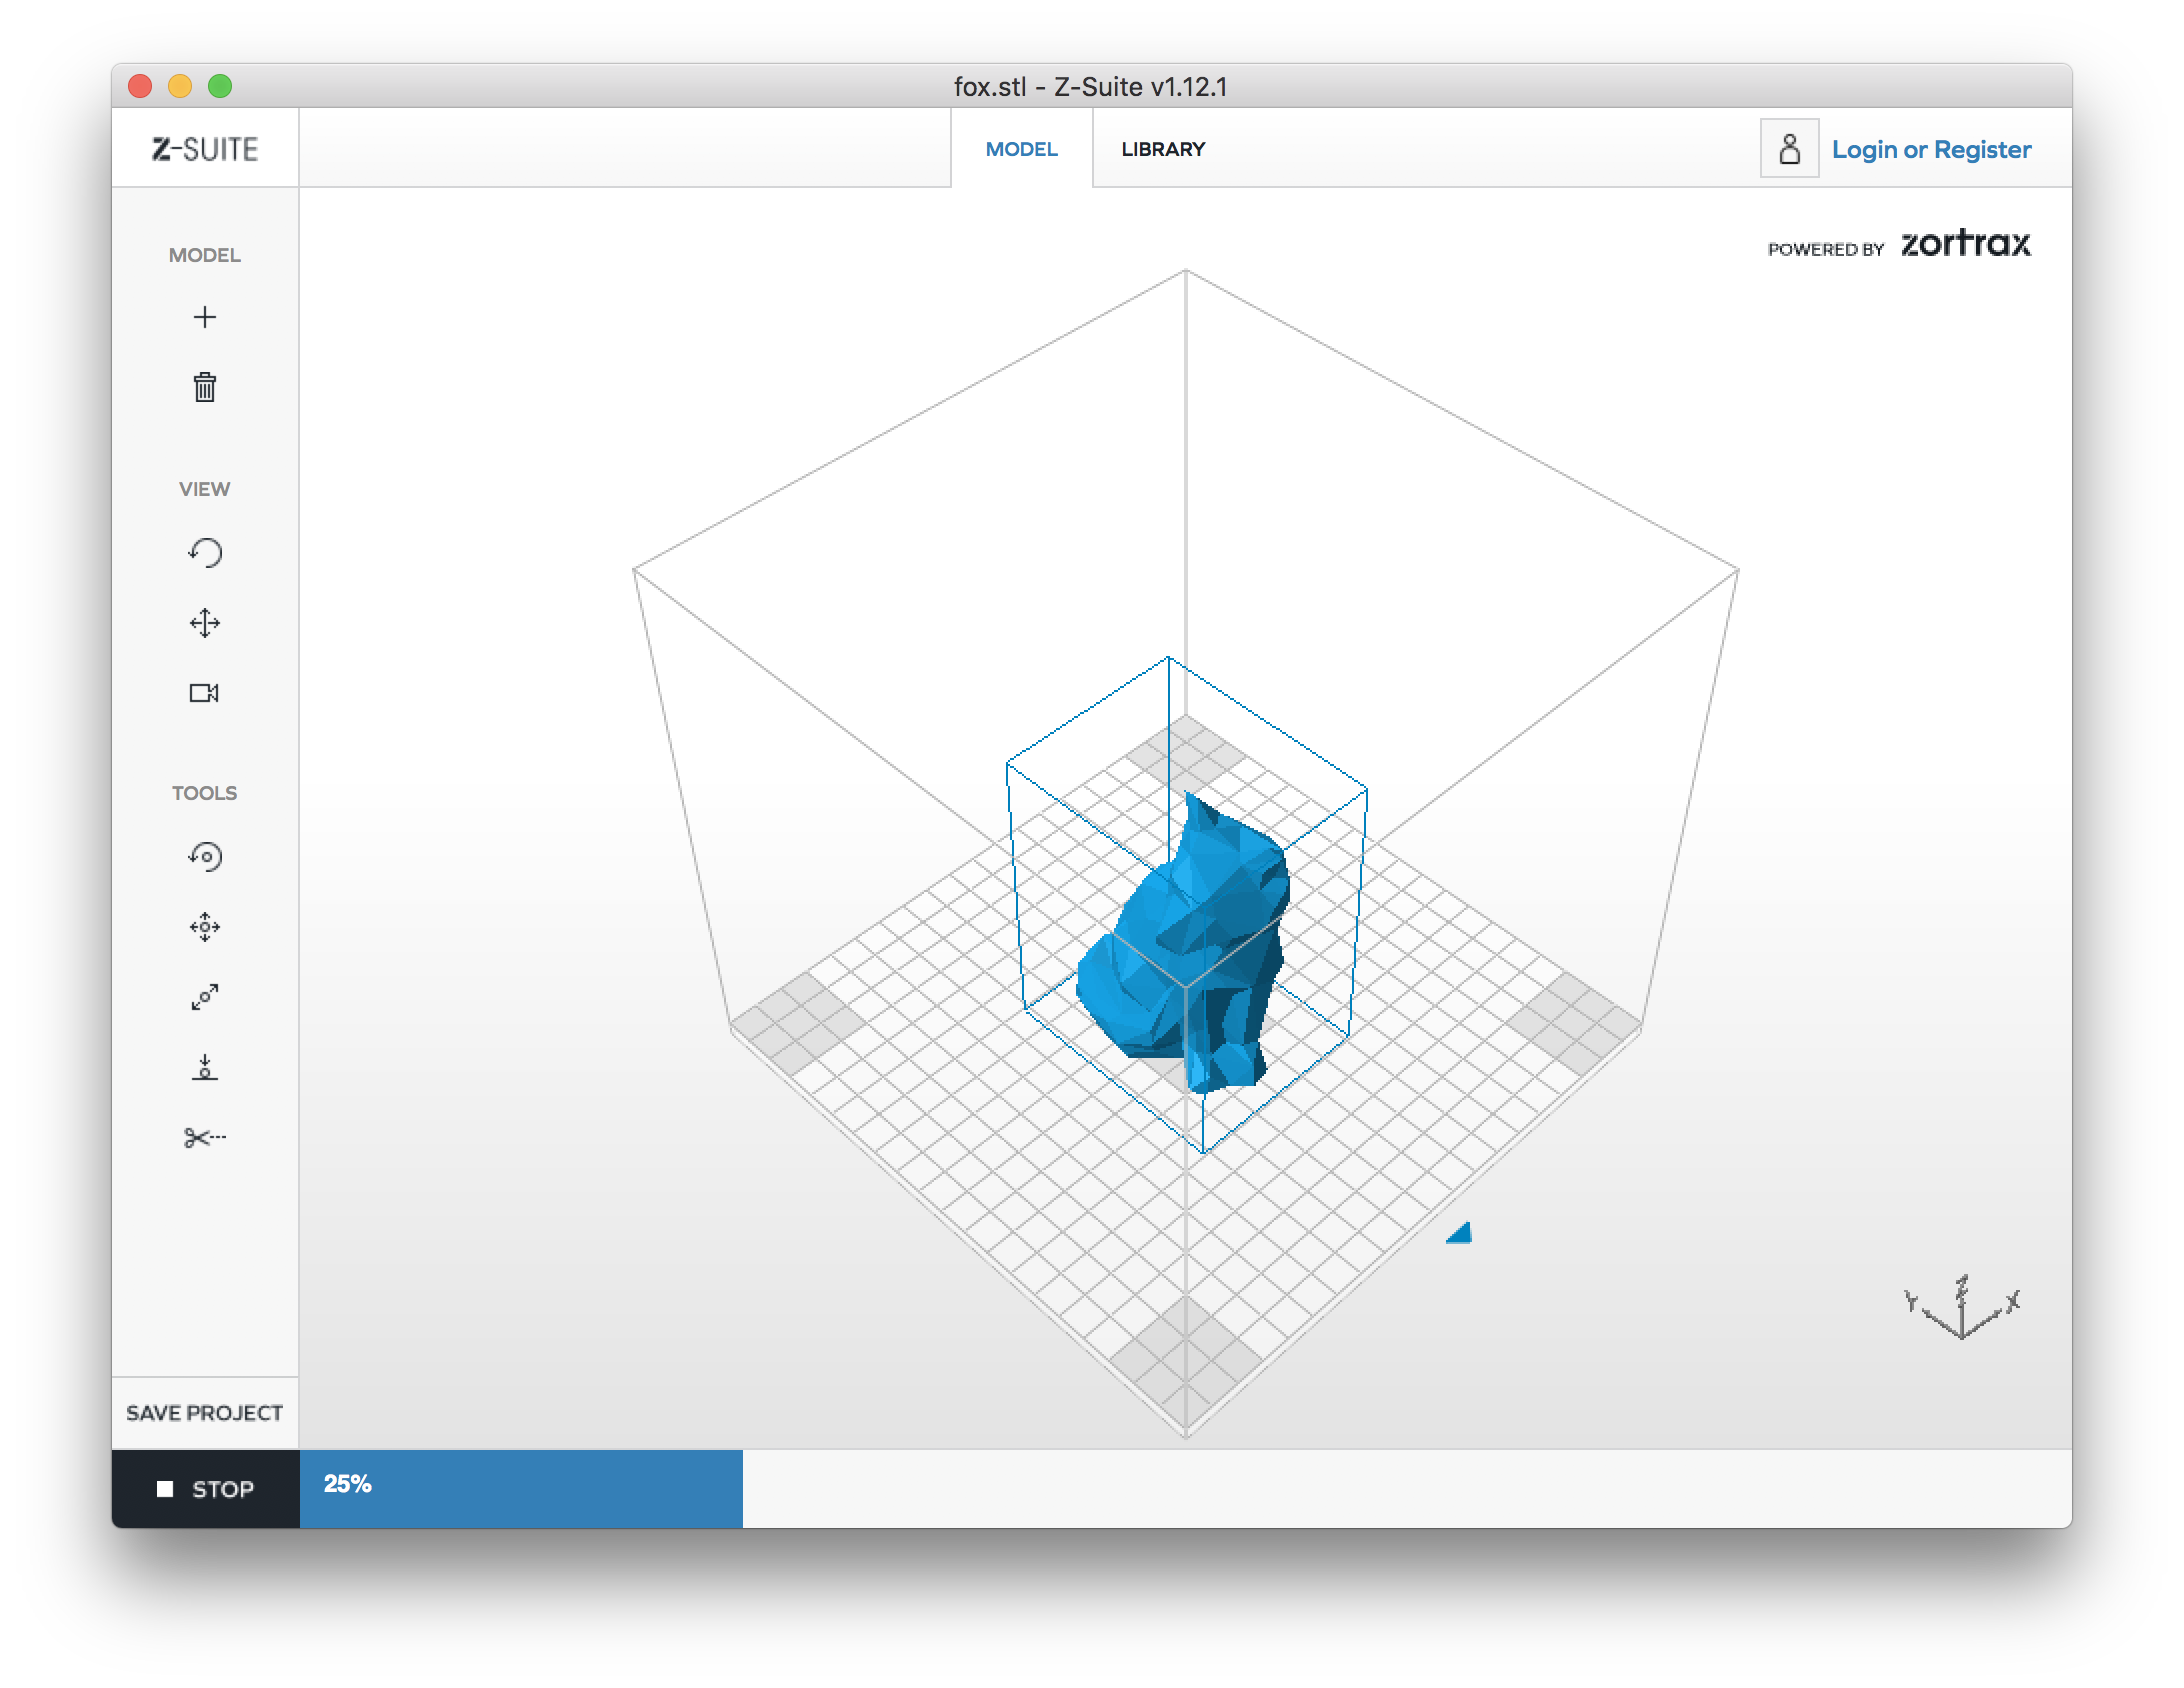 fox.stl - Z-Suite v1.12.1
Z-SUITE
MODEL
LIBRARY
Login or Register
POWERED BY zortrax
MODEL
VIEW
TOOLS
Y Z X
SAVE PROJECT
STOP
25%